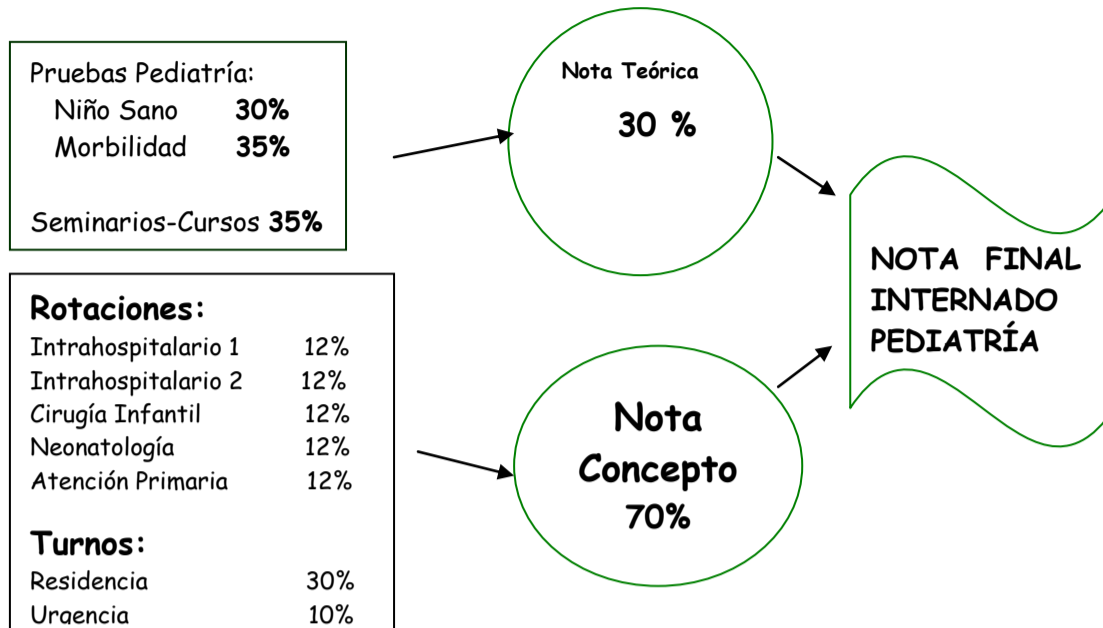 Pruebas Pediatría:
Niño Sano 30%
Morbilidad 35%
Seminarios-Cursos 35%
Nota Teórica
30 %
Rotaciones:
Intrahospitalario 1 12%
Intrahospitalario 2 12%
Cirugía Infantil 12%
Neonatología 12%
Atención Primaria 12%
Turnos:
Residencia 30%
Urgencia 10%
Nota
Concepto
70%
NOTA FINAL
INTERNADO
PEDIATRÍA